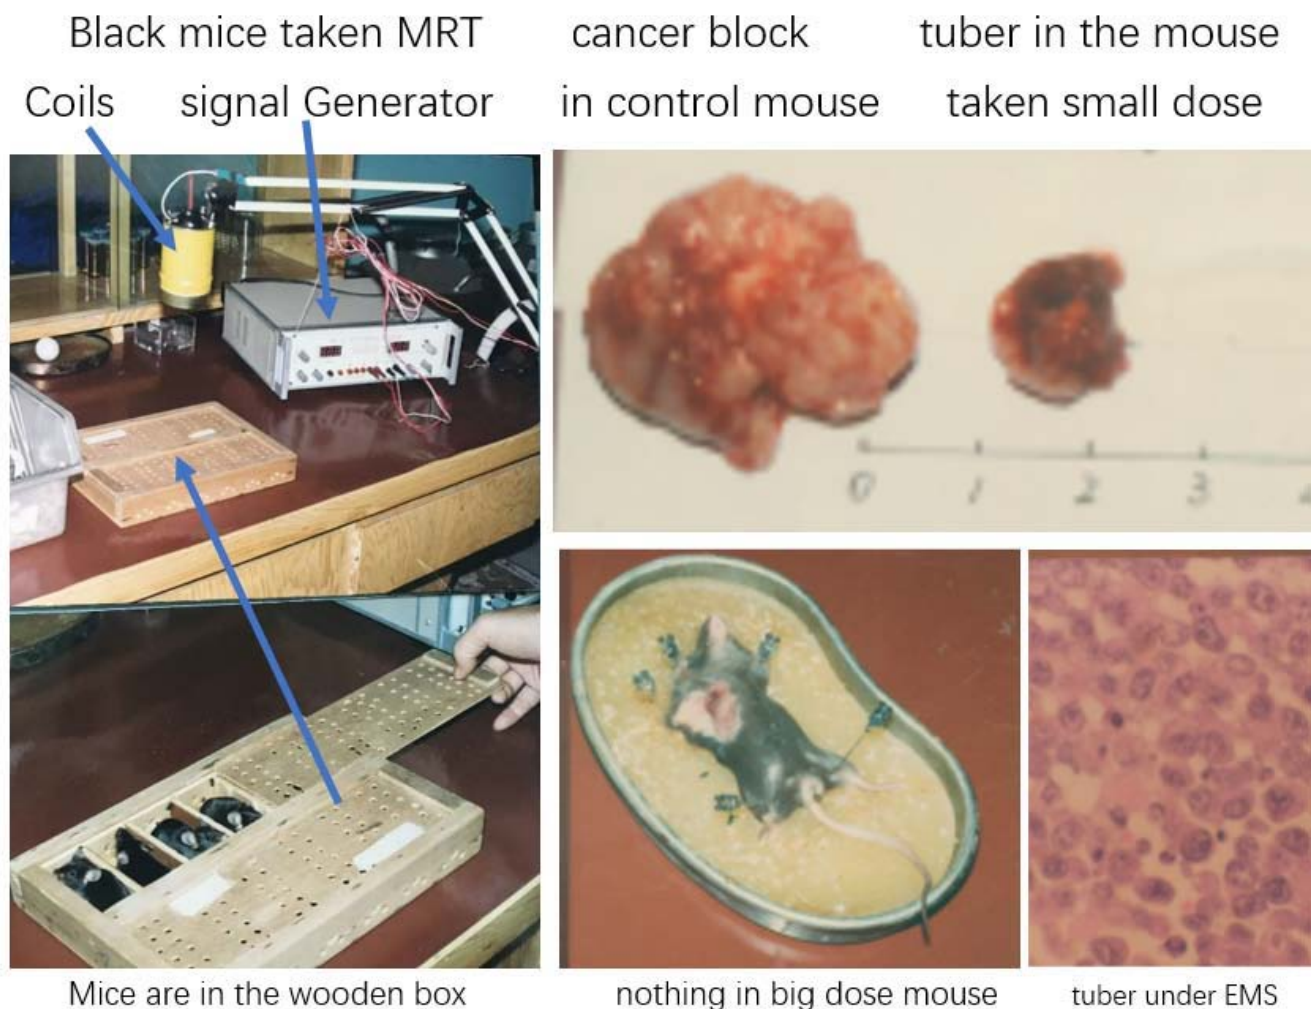 Black mice taken MRT
Coils signal Generator
cancer block
in control mouse
tuber in the mouse
taken small dose
0 1 2 3
Mice are in the wooden box
nothing in big dose mouse
tuber under EMS